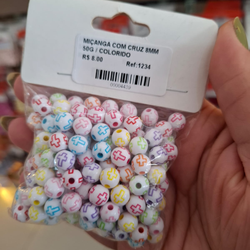 MIÇANGA COM CRUZ 8MM
50G / COLORIDO
R$ 8.00
Ref:1234